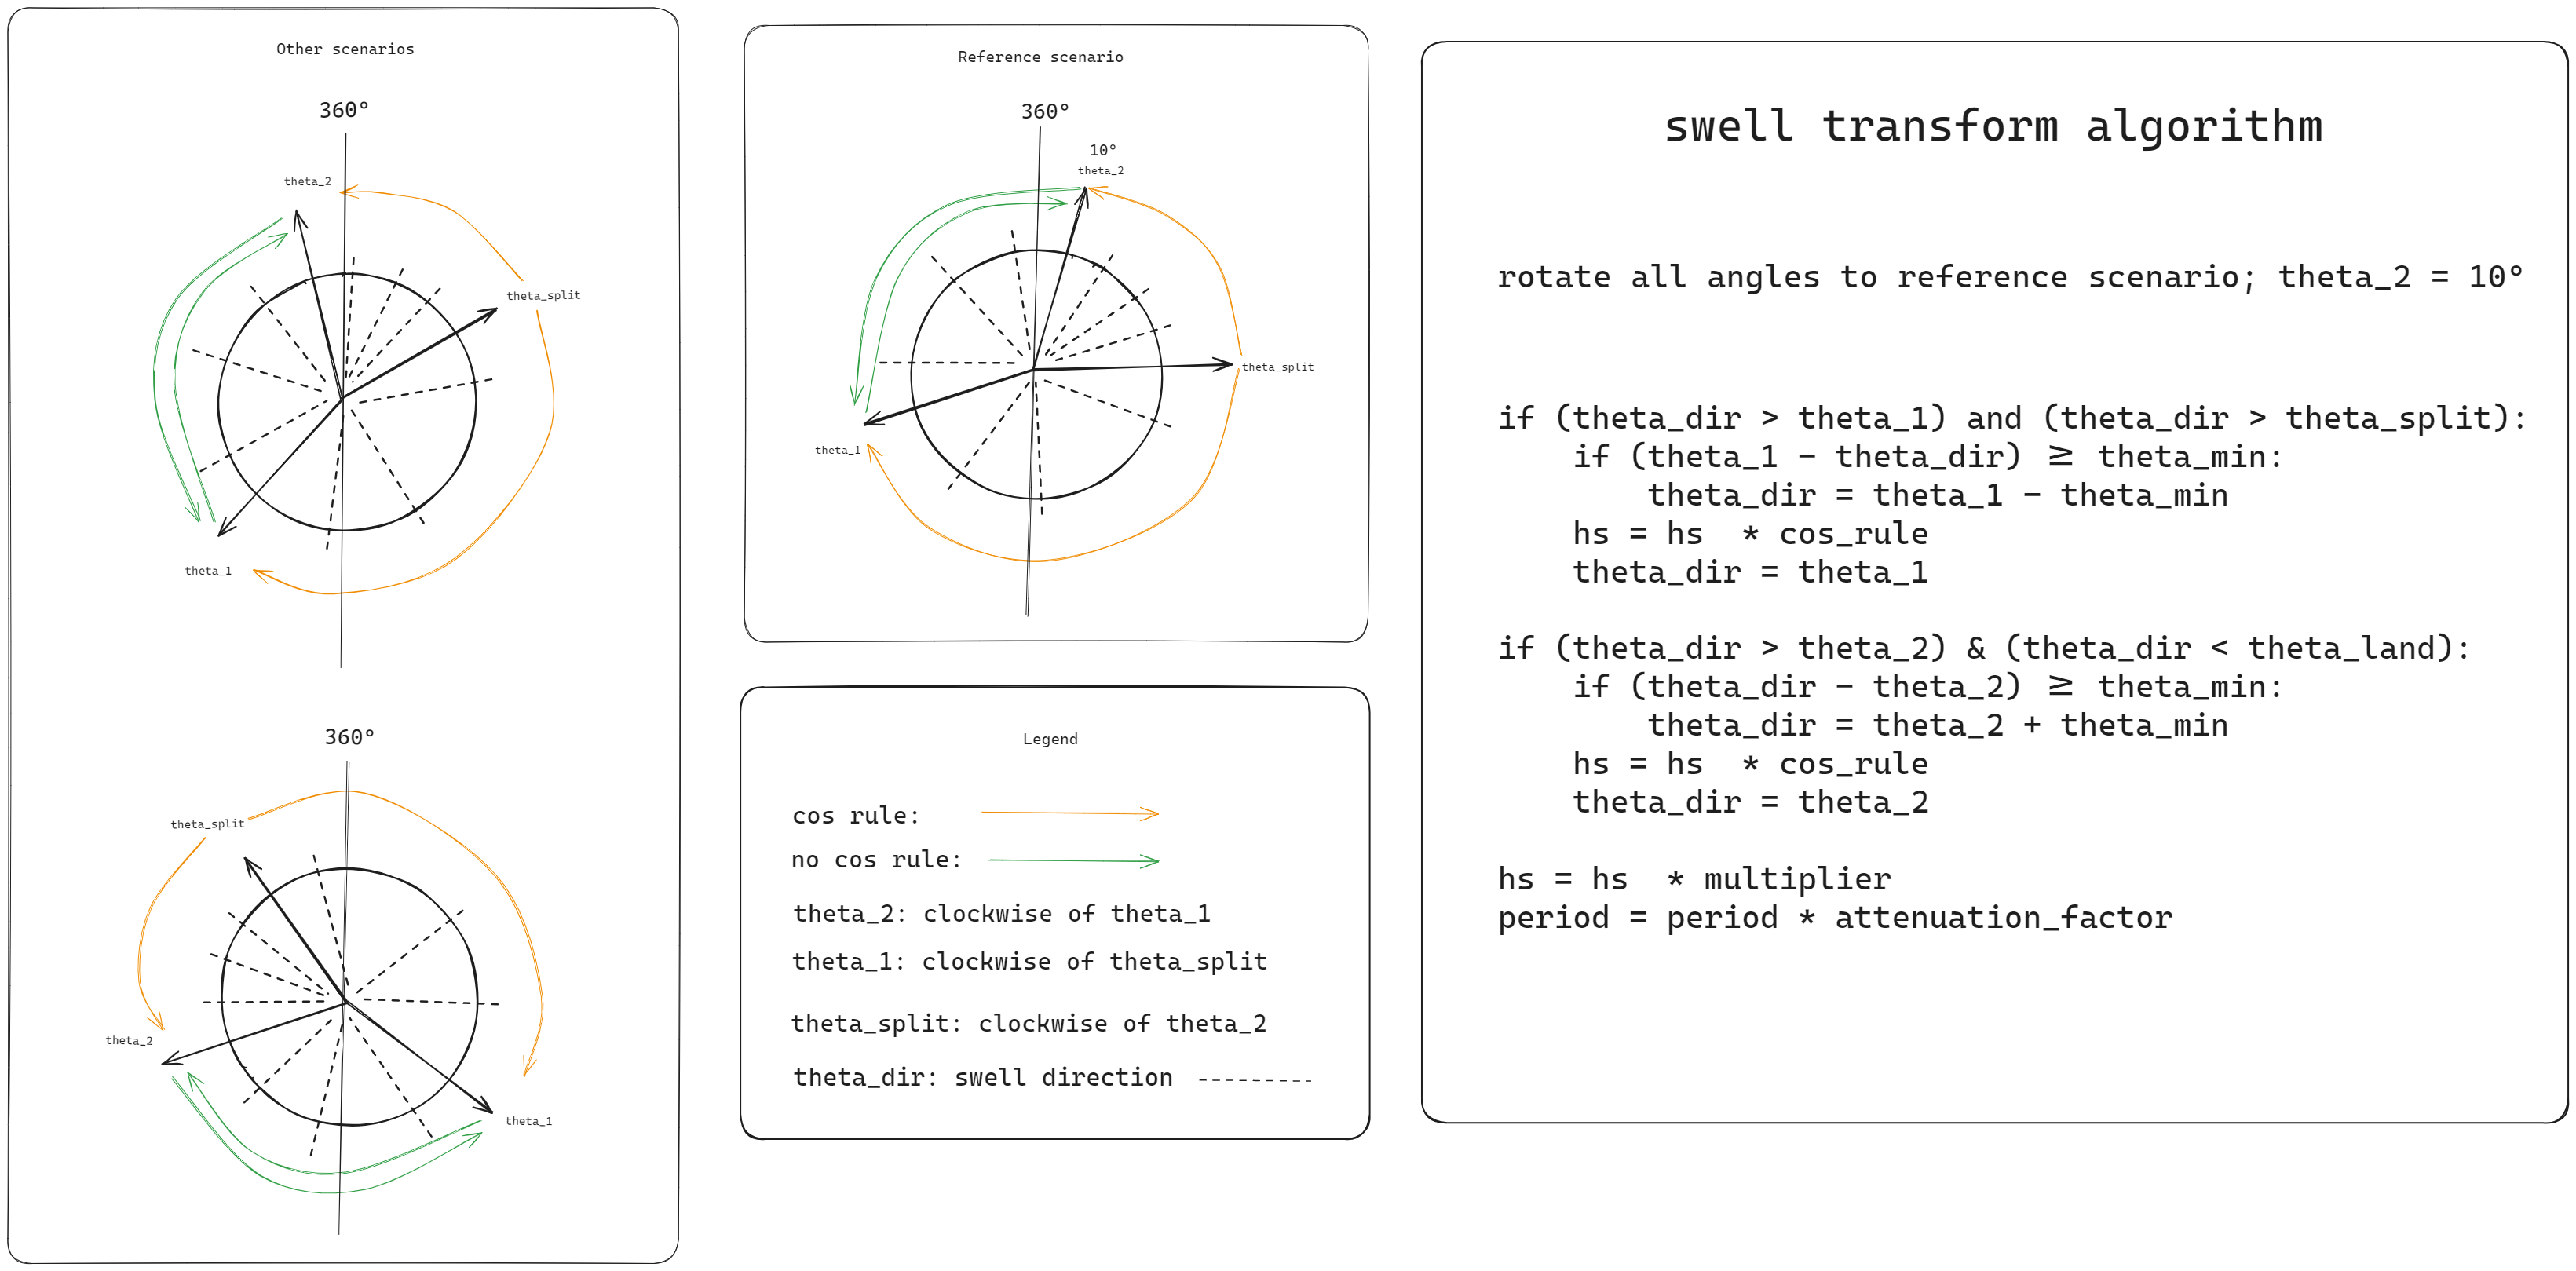 Other scenarios
360°
theta_2
theta_split
theta_1
360°
theta_split
theta_2
theta_1
Reference scenario
360°
10°
theta_2
theta_split
theta_1
Legend
cos rule:
no cos rule:
theta_2: clockwise of theta_1
theta_1: clockwise of theta_split
theta_split: clockwise of theta_2
theta_dir: swell direction
swell transform algorithm
rotate all angles to reference scenario; theta_2 = 10°
if (theta_dir > theta_1) and (theta_dir > theta_split):
if (theta_1 - theta_dir) ≥ theta_min:
theta_dir = theta_1 - theta_min
hs = hs  * cos_rule
theta_dir = theta_1
if (theta_dir > theta_2) & (theta_dir < theta_land):
if (theta_dir - theta_2) ≥ theta_min:
theta_dir = theta_2 + theta_min
hs = hs  * cos_rule
theta_dir = theta_2
hs = hs  * multiplier
period = period * attenuation_factor